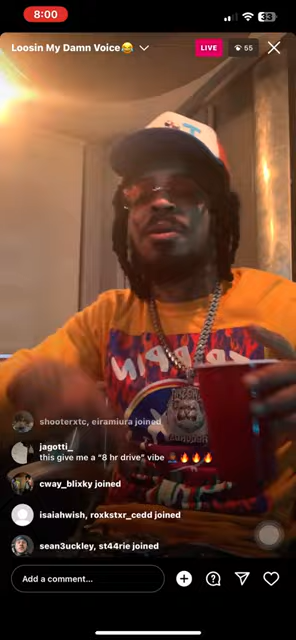 8:00
33
Loosin My Damn Voice😂
LIVE
55
shooterxtc, eiramiura joined
jagotti_
this give me a "8 hr drive" vibe 🔥🔥🔥
cway_blixky joined
isaiahwish, roxkstxr_cedd joined
sean3uckley, st44rie joined
Add a comment...